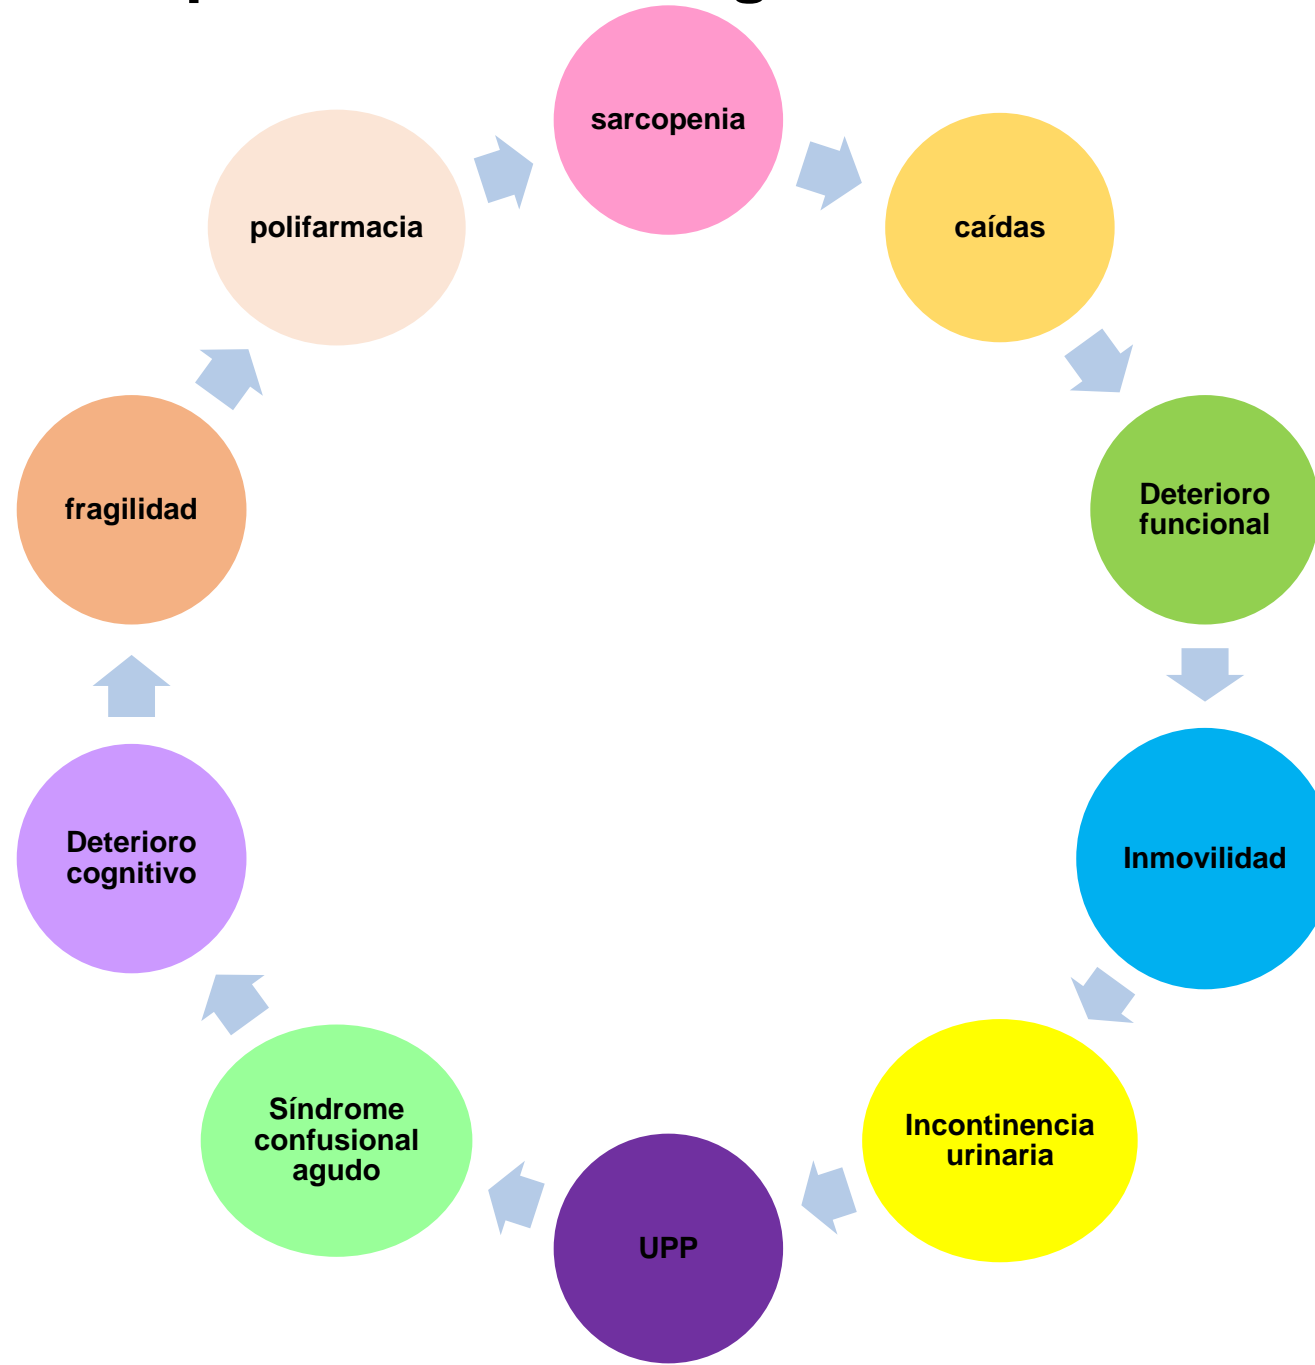 sarcopenia
caídas
Deterioro
funcional
Inmovilidad
Incontinencia
urinaria
UPP
Síndrome
confusional
agudo
Deterioro
cognitivo
fragilidad
polifarmacia